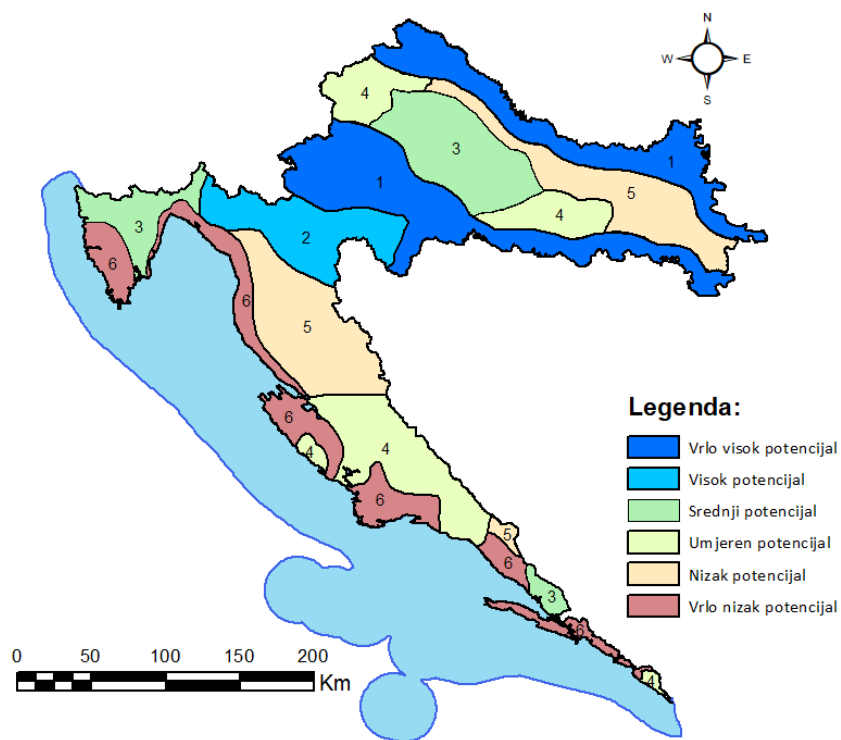 N
W E
S
4
3
1
1
5
4
3
2
6
6
5
6
4
4
6
5
6
3
6
4
Legenda:
Vrlo visok potencijal
Visok potencijal
Srednji potencijal
Umjeren potencijal
Nizak potencijal
Vrlo nizak potencijal
0 50 100 150 200
Km